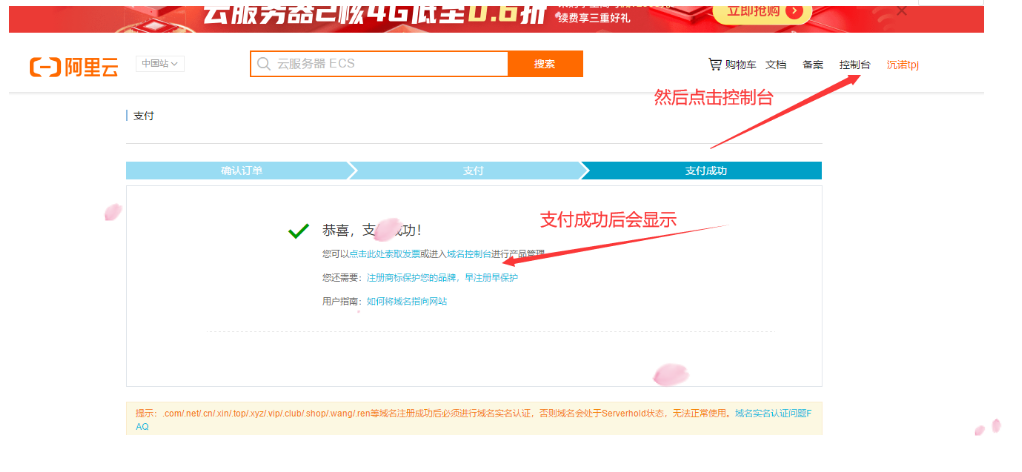 云服务器2核4G低至0.6折
续费享三重好礼
立即抢购
阿里云
中国站
云服务器 ECS
搜索
购物车 文档 备案 控制台 沉诺tpj
然后点击控制台
支付
确认订单 支付 支付成功
支付成功后会显示
恭喜，支 成功！
您可以点击此处索取发票或进入域名控制台进行产品管理
您还需要：注册商标保护您的品牌，早注册早保护
用户指南：如何将域名指向网站
提示：.com/.net/.cn/.xin/.top/.xyz/.vip/.club/.shop/.wang/.ren等域名注册成功后必须进行域名实名认证，否则域名会处于Serverhold状态，无法正常使用。域名实名认证问题F
AQ